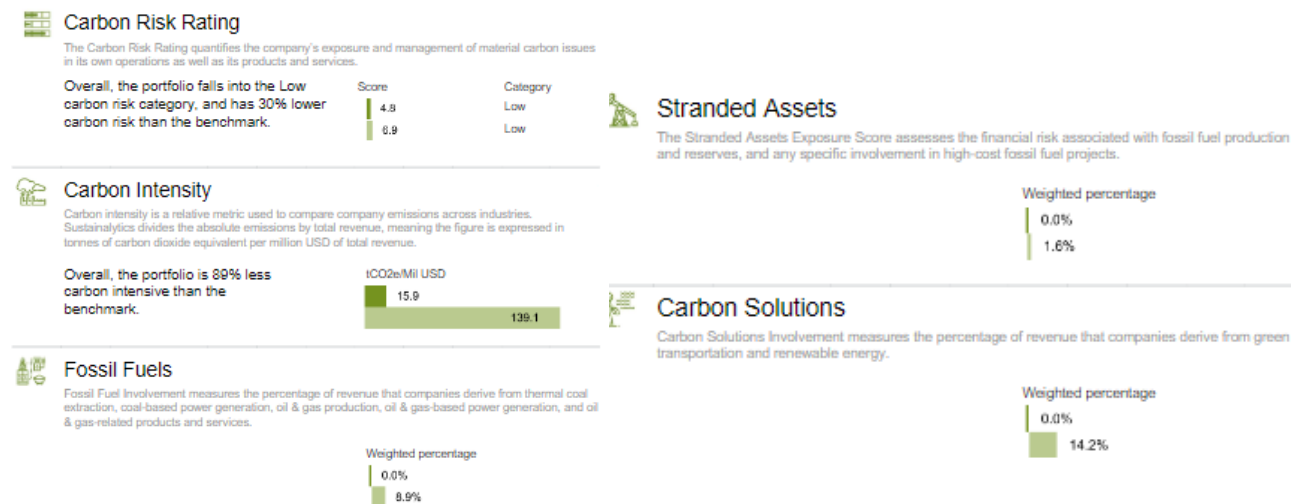 Carbon Risk Rating
The Carbon Risk Rating quantifies the company's exposure and management of material carbon issues
in its own operations as well as its products and services.
Overall, the portfolio falls into the Low
carbon risk category, and has 30% lower
carbon risk than the benchmark.
Score
Category
4.8
Low
6.9
Low
Carbon Intensity
Carbon intensity is a relative metric used to compare company emissions across industries.
Sustainalytics divides the absolute emissions by total revenue, meaning the figure is expressed in
tonnes of carbon dioxide equivalent per million USD of total revenue.
Overall, the portfolio is 89% less
carbon intensive than the
benchmark.
tCO2e/Mil USD
15.9
139.1
Fossil Fuels
Fossil Fuel Involvement measures the percentage of revenue that companies derive from thermal coal
extraction, coal-based power generation, oil & gas production, oil & gas-based power generation, and oil
& gas-related products and services.
Weighted percentage
0.0%
8.9%
Stranded Assets
The Stranded Assets Exposure Score assesses the financial risk associated with fossil fuel production
and reserves, and any specific involvement in high-cost fossil fuel projects.
Weighted percentage
0.0%
1.6%
Carbon Solutions
Carbon Solutions Involvement measures the percentage of revenue that companies derive from green
transportation and renewable energy.
Weighted percentage
0.0%
14.2%